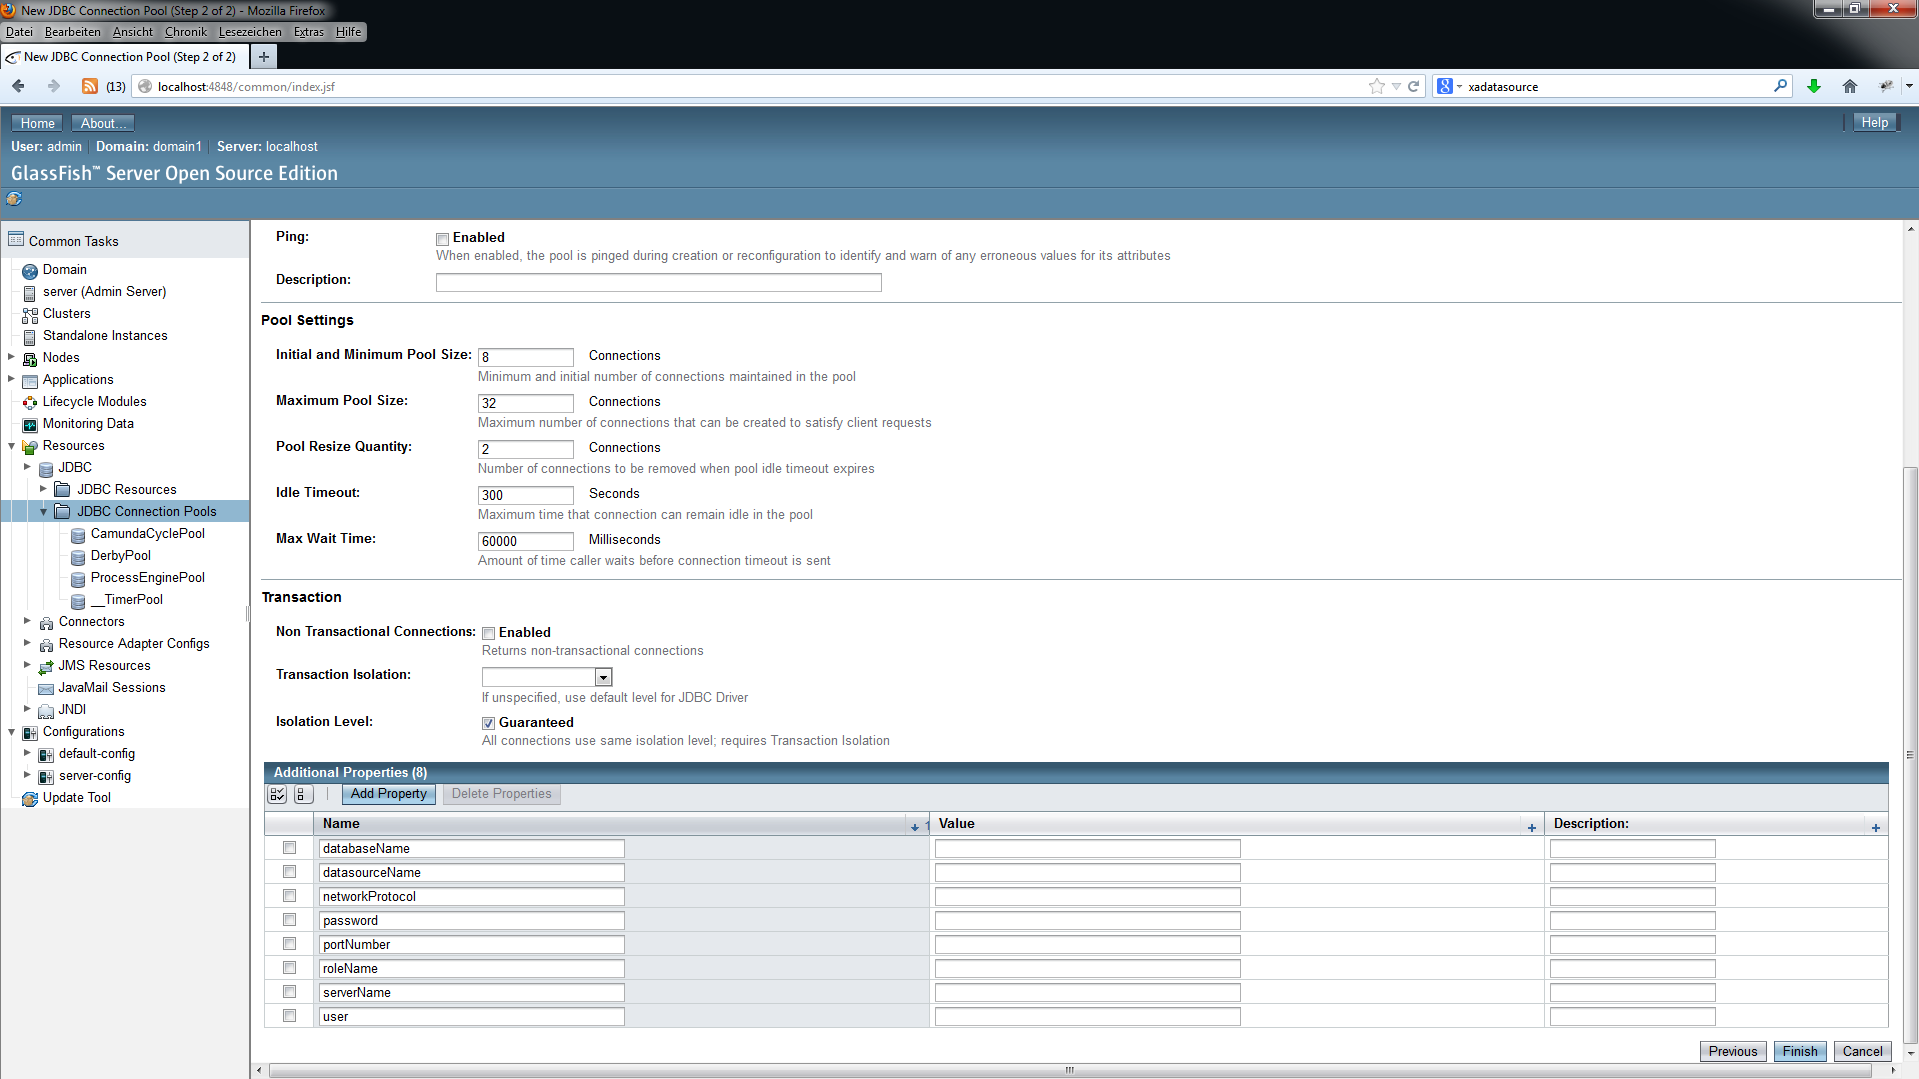 New JDBC Connection Pool (Step 2 of 2) - Mozilla Firefox
Datei Bearbeiten Ansicht Chronik Lesezeichen Extras Hilfe
New JDBC Connection Pool (Step 2 of 2) +
(13) localhost:4848/common/index.jsf 8 xadatasource
Home About... Help
User: admin Domain: domain1 Server: localhost
GlassFish™ Server Open Source Edition
Common Tasks
Domain
server (Admin Server)
Clusters
Standalone Instances
Nodes
Applications
Lifecycle Modules
Monitoring Data
Resources
JDBC
JDBC Resources
JDBC Connection Pools
CamundaCyclePool
DerbyPool
ProcessEnginePool
__TimerPool
Connectors
Resource Adapter Configs
JMS Resources
JavaMail Sessions
JNDI
Configurations
default-config
server-config
Update Tool
Ping: Enabled
When enabled, the pool is pinged during creation or reconfiguration to identify and warn of any erroneous values for its attributes
Description:
Pool Settings
Initial and Minimum Pool Size: 8 Connections
Minimum and initial number of connections maintained in the pool
Maximum Pool Size: 32 Connections
Maximum number of connections that can be created to satisfy client requests
Pool Resize Quantity: 2 Connections
Number of connections to be removed when pool idle timeout expires
Idle Timeout: 300 Seconds
Maximum time that connection can remain idle in the pool
Max Wait Time: 60000 Milliseconds
Amount of time caller waits before connection timeout is sent
Transaction
Non Transactional Connections: Enabled
Returns non-transactional connections
Transaction Isolation:
If unspecified, use default level for JDBC Driver
Isolation Level: Guaranteed
All connections use same isolation level; requires Transaction Isolation
Additional Properties (8)
Add Property Delete Properties
Name Value Description:
databaseName
datasourceName
networkProtocol
password
portNumber
roleName
serverName
user
Previous Finish Cancel